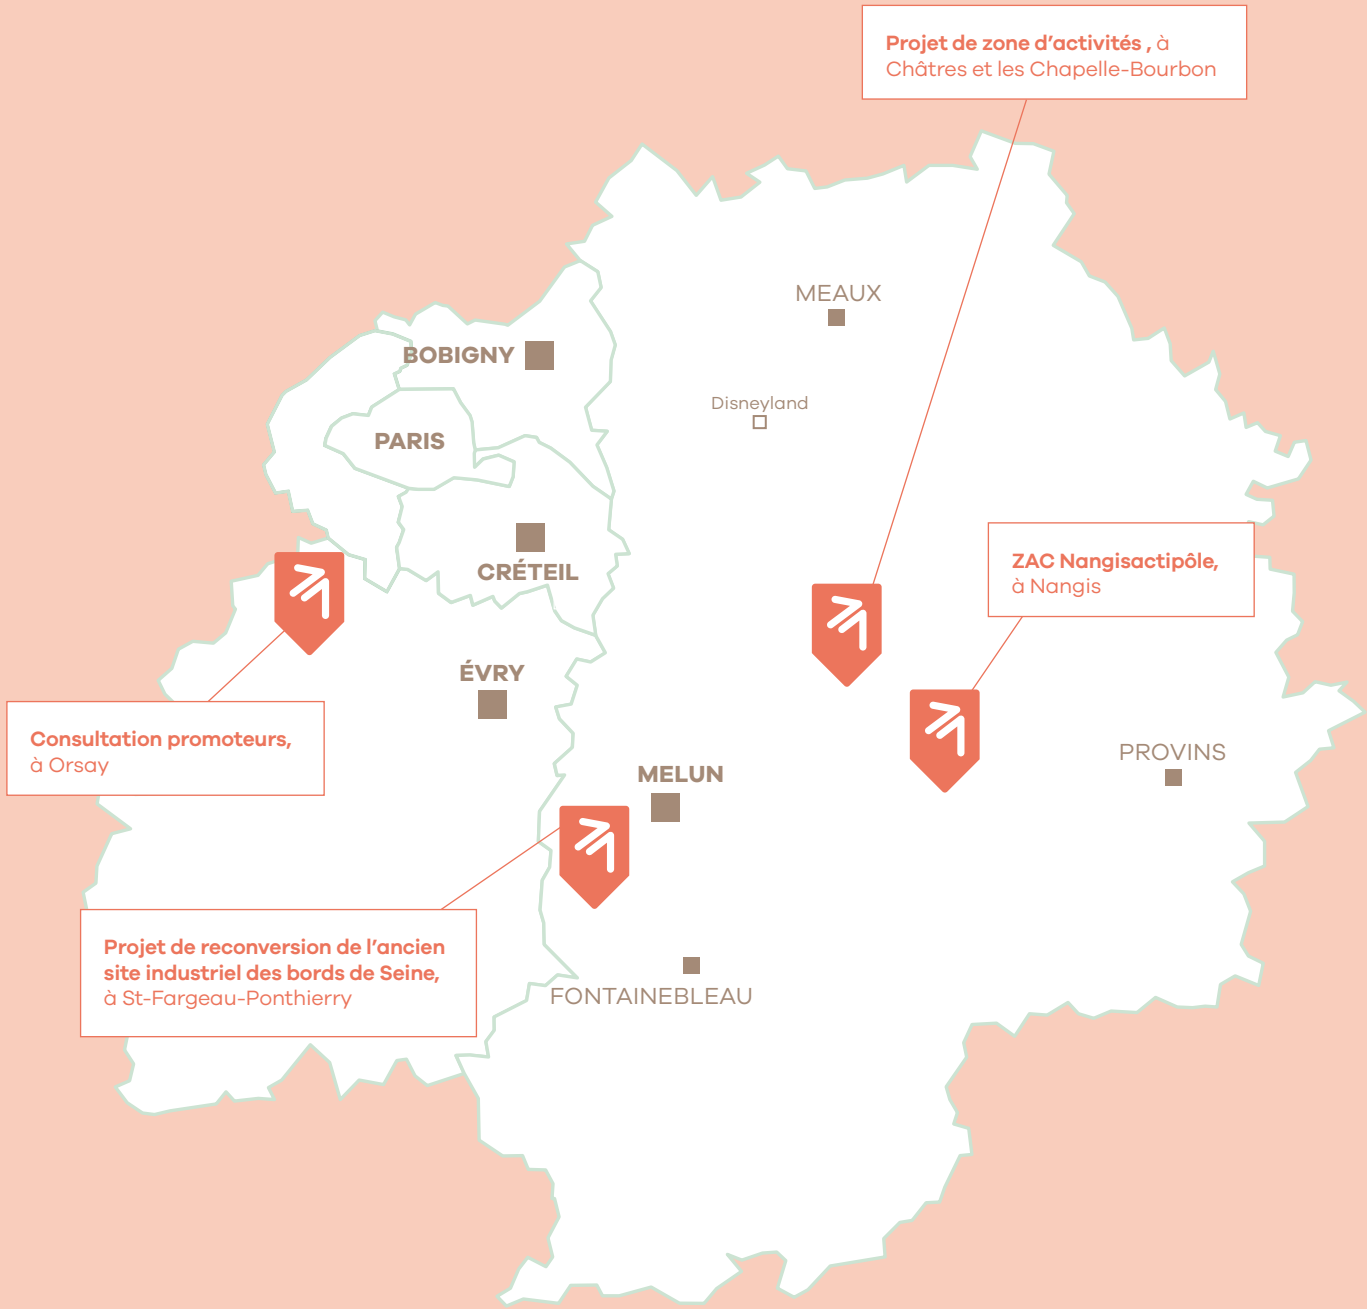 Projet de zone d'activités , à
Châtres et les Chapelle-Bourbon
MEAUX
BOBIGNY
Disneyland
PARIS
ZAC Nangisactipôle,
à Nangis
CRÉTEIL
ÉVRY
Consultation promoteurs,
à Orsay
PROVINS
MELUN
Projet de reconversion de l'ancien
site industriel des bords de Seine,
à St-Fargeau-Ponthierry
FONTAINEBLEAU